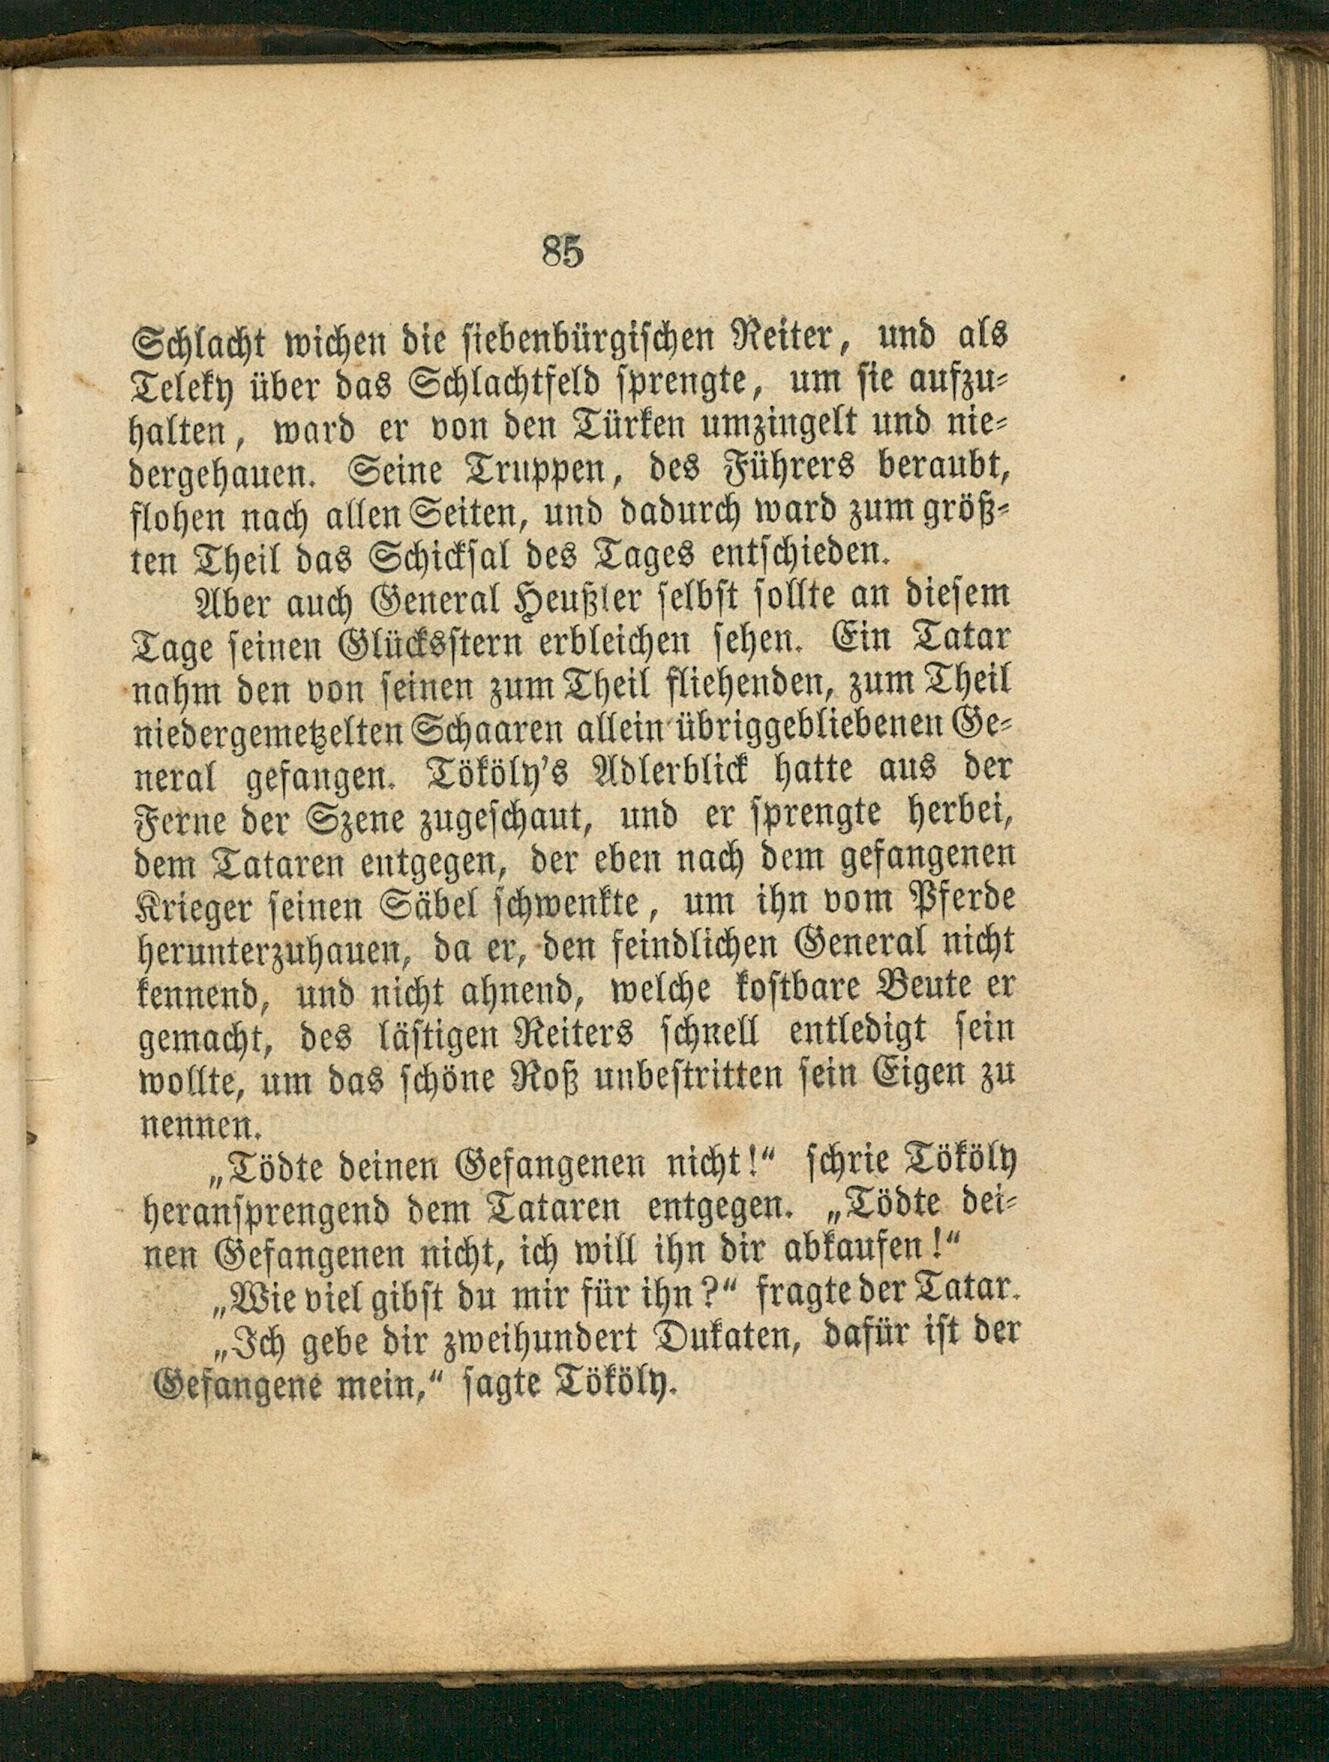 85
Schlacht wichen die siebenbürgischen Reiter, und als
Teleky über das Schlachtfeld sprengte, um sie aufzu-
halten, ward er von den Türken umzingelt und nie-
dergehauen. Seine Truppen, des Führers beraubt,
flohen nach allen Seiten, und dadurch ward zum größ-
ten Theil das Schicksal des Tages entschieden.
Aber auch General Heußler selbst sollte an diesem
Tage seinen Glücksstern erbleichen sehen. Ein Tatar
nahm den von seinen zum Theil fliehenden, zum Theil
niedergemetzelten Schaaren allein übriggebliebenen Ge-
neral gefangen. Tököly's Adlerblick hatte aus der
Ferne der Szene zugeschaut, und er sprengte herbei,
dem Tataren entgegen, der eben nach dem gefangenen
Krieger seinen Säbel schwenkte, um ihn vom Pferde
herunterzuhauen, da er, den feindlichen General nicht
kennend, und nicht ahnend, welche kostbare Beute er
gemacht, des lästigen Reiters schnell entledigt sein
wollte, um das schöne Roß unbestritten sein Eigen zu
nennen.
„Tödte deinen Gefangenen nicht!“ schrie Tököly
heransprengend dem Tataren entgegen. „Tödte dei-
nen Gefangenen nicht, ich will ihn dir abkaufen!“
„Wie viel gibst du mir für ihn?“ fragte der Tatar.
„Ich gebe dir zweihundert Dukaten, dafür ist der
Gefangene mein,“ sagte Tököly.